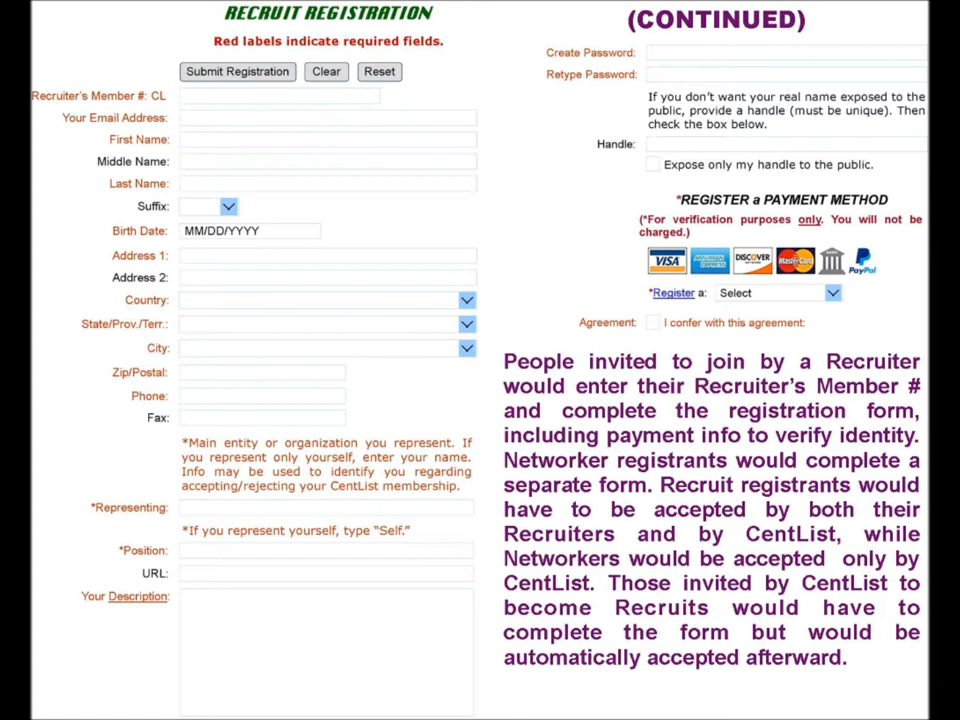 RECRUIT REGISTRATION
Red labels indicate required fields.
Submit Registration Clear Reset
Recruiter's Member #: CL
Your Email Address:
First Name:
Middle Name:
Last Name:
Suffix:
Birth Date: MM/DD/YYYY
Address 1:
Address 2:
Country:
State/Prov./Terr.:
City:
Zip/Postal:
Phone:
Fax:
*Main entity or organization you represent. If
you represent only yourself, enter your name.
Info may be used to identify you regarding
accepting/rejecting your CentList membership.
*Representing:
*If you represent yourself, type "Self."
*Position:
URL:
Your Description:
(CONTINUED)
Create Password:
Retype Password:
If you don't want your real name exposed to the
public, provide a handle (must be unique). Then
check the box below.
Handle:
Expose only my handle to the public.
*REGISTER a PAYMENT METHOD
(*For verification purposes only. You will not be
charged.)
VISA AMERICAN EXPRESS DISCOVER MasterCard PayPal
*Register a: Select
Agreement: I confer with this agreement:
People invited to join by a Recruiter
would enter their Recruiter's Member #
and complete the registration form,
including payment info to verify identity.
Networker registrants would complete a
separate form. Recruit registrants would
have to be accepted by both their
Recruiters and by CentList, while
Networkers would be accepted only by
CentList. Those invited by CentList to
become Recruits would have to
complete the form but would be
automatically accepted afterward.